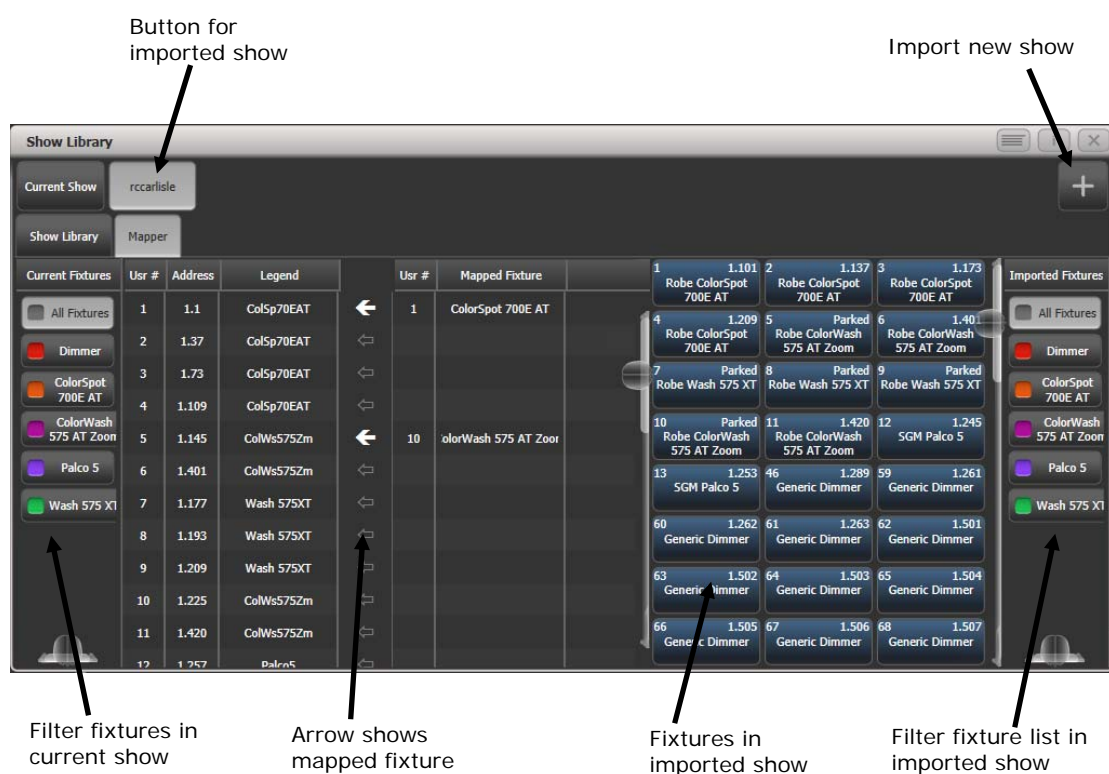 Button for
imported show
Import new show
Show Library
Current Show rccarlisle
Show Library Mapper
Current Fixtures Usr # Address Legend Usr # Mapped Fixture Imported Fixtures
All Fixtures
Dimmer
ColorSpot
700E AT
ColorWash
575 AT Zoom
Palco 5
Wash 575 XT
1 1.1 ColSp70EAT 1 ColorSpot 700E AT
2 1.37 ColSp70EAT
3 1.73 ColSp70EAT
4 1.109 ColSp70EAT
5 1.145 ColWs575Zm 10 olorWash 575 AT Zoor
6 1.401 ColWs575Zm
7 1.177 Wash 575XT
8 1.193 Wash 575XT
9 1.209 Wash 575XT
10 1.225 ColWs575Zm
11 1.420 ColWs575Zm
12 1.257 Palco5
1 1.101 2 1.137 3 1.173
Robe ColorSpot Robe ColorSpot Robe ColorSpot
700E AT 700E AT 700E AT
4 1.209 5 Parked 6 1.401
Robe ColorSpot Robe ColorWash Robe ColorWash
700E AT 575 AT Zoom 575 AT Zoom
7 Parked 8 Parked 9 Parked
Robe Wash 575 XT Robe Wash 575 XT Robe Wash 575 XT
10 Parked 11 1.420 12 1.245
Robe ColorWash Robe ColorWash SGM Palco 5
575 AT Zoom 575 AT Zoom
13 1.253 46 1.289 59 1.261
SGM Palco 5 Generic Dimmer Generic Dimmer
60 1.262 61 1.263 62 1.501
Generic Dimmer Generic Dimmer Generic Dimmer
63 1.502 64 1.503 65 1.504
Generic Dimmer Generic Dimmer Generic Dimmer
66 1.505 67 1.506 68 1.507
Generic Dimmer Generic Dimmer Generic Dimmer
All Fixtures
Dimmer
ColorSpot
700E AT
ColorWash
575 AT Zoom
Palco 5
Wash 575 XT
Filter fixtures in
current show
Arrow shows
mapped fixture
Fixtures in
imported show
Filter fixture list in
imported show